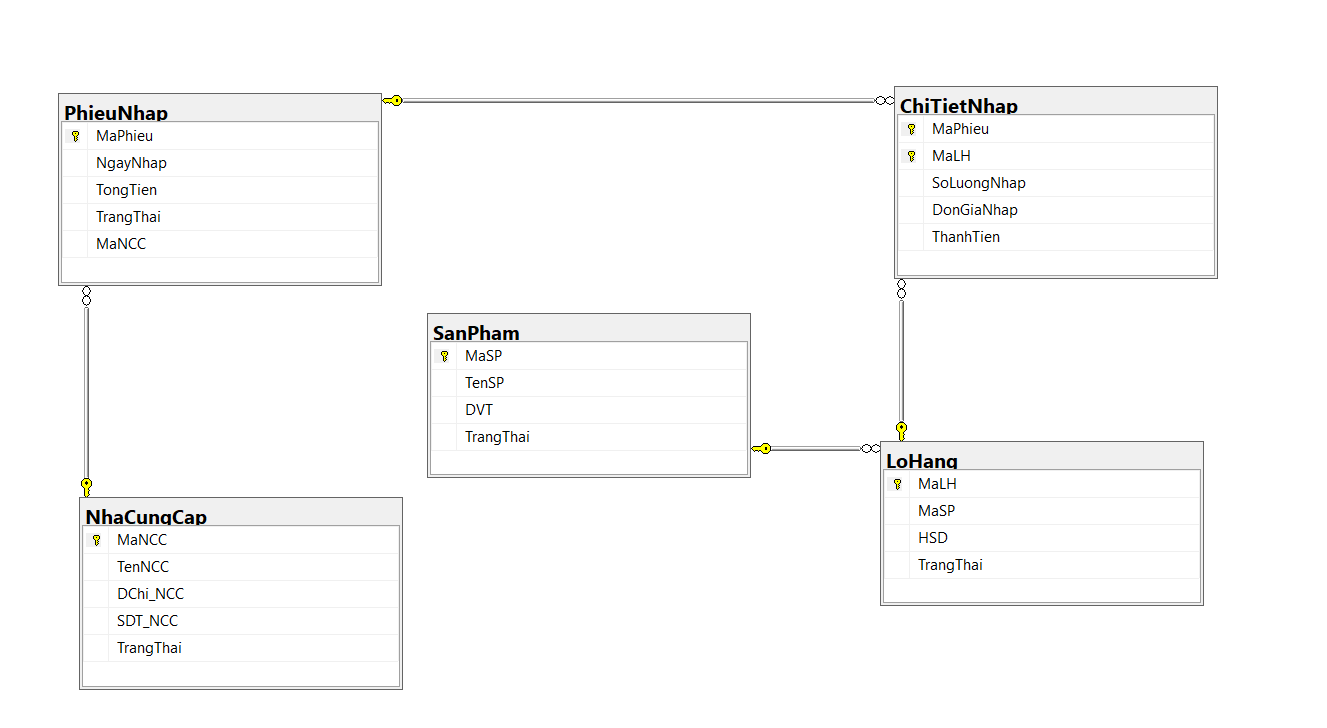 PhieuNhap
MaPhieu
NgayNhap
TongTien
TrangThai
MaNCC
ChiTietNhap
MaPhieu
MaLH
SoLuongNhap
DonGiaNhap
ThanhTien
SanPham
MaSP
TenSP
DVT
TrangThai
LoHang
MaLH
MaSP
HSD
TrangThai
NhaCungCap
MaNCC
TenNCC
DChi_NCC
SDT_NCC
TrangThai